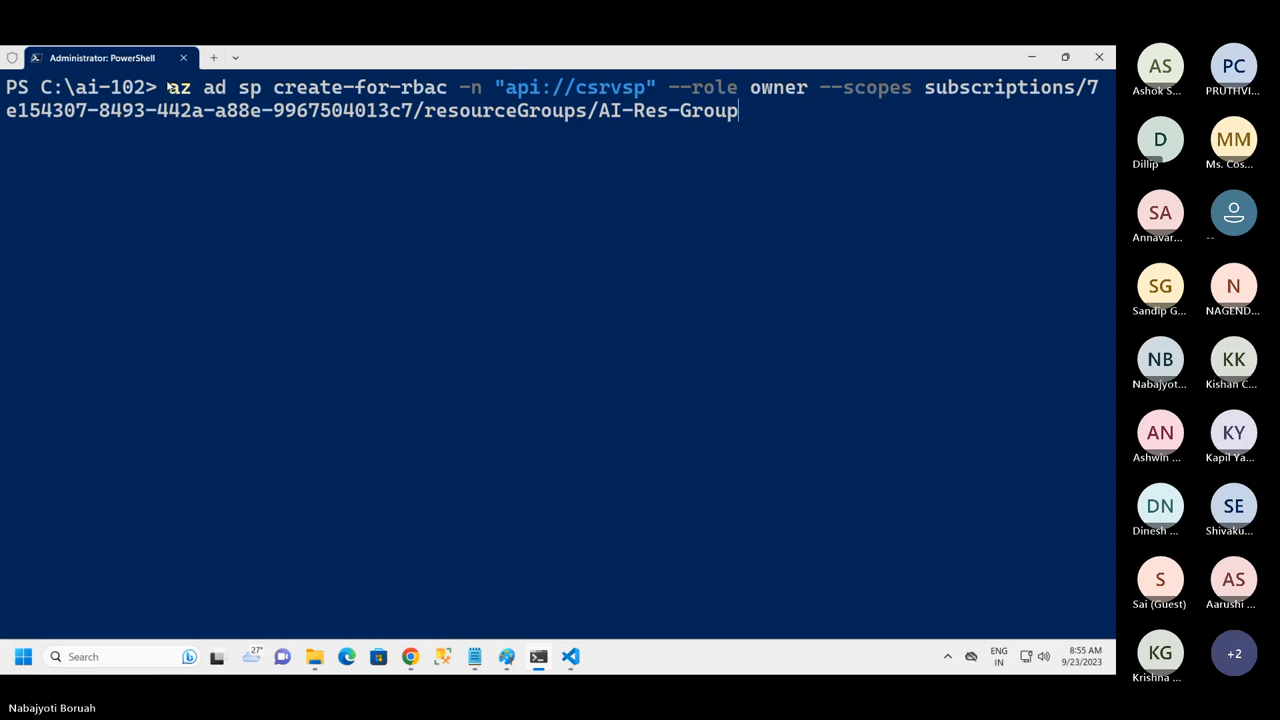 Administrator: PowerShell
PS C:\ai-102> az ad sp create-for-rbac -n "api://csrvsp" --role owner --scopes subscriptions/7
e154307-8493-442a-a88e-9967504013c7/resourceGroups/AI-Res-Group
AS
Ashok S...
PC
PRUTHVI...
D
Dillip
MM
Ms. Cos...
SA
Annavar...
--
SG
Sandip G...
N
NAGEND...
NB
Nabajyot...
KK
Kishan C...
AN
Ashwin ...
KY
Kapil Ya...
DN
Dinesh ...
SE
Shivaku...
S
Sai (Guest)
AS
Aarushi ...
KG
Krishna ...
+2
Search
27°
ENG
IN
8:55 AM
9/23/2023
Nabajyoti Boruah